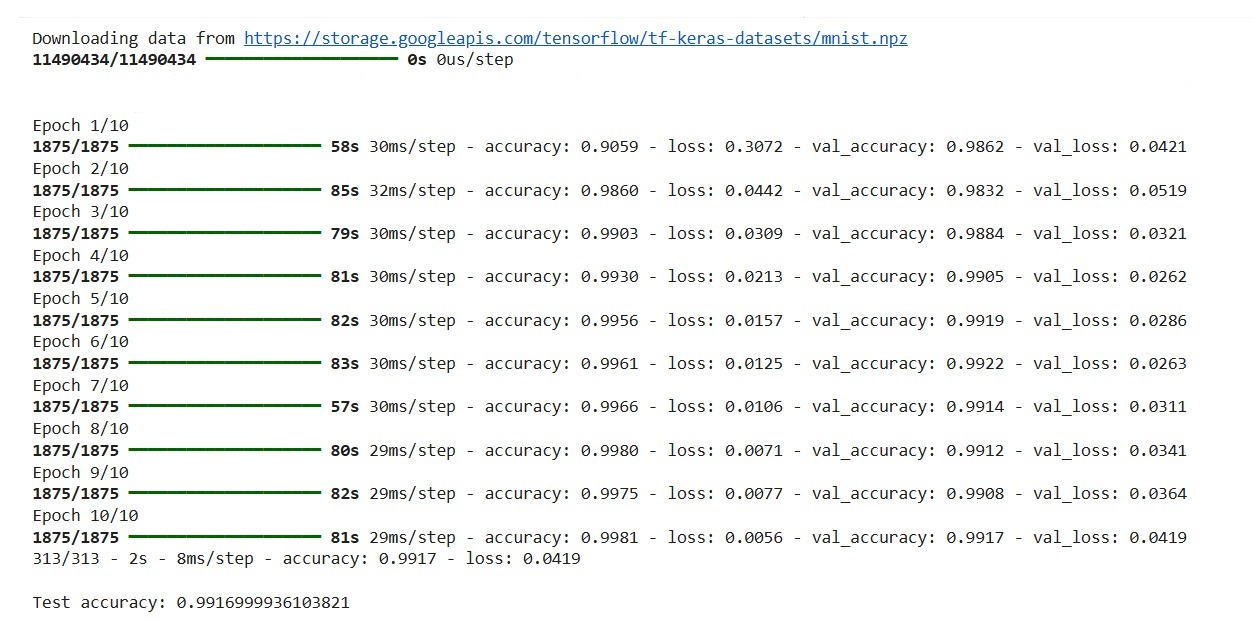 Downloading data from https://storage.googleapis.com/tensorflow/tf-keras-datasets/mnist.npz
11490434/11490434 ━━━━━━━━━━━━━━━━━━━━ 0s 0us/step
Epoch 1/10
1875/1875 ━━━━━━━━━━━━━━━━━━━━ 58s 30ms/step - accuracy: 0.9059 - loss: 0.3072 - val_accuracy: 0.9862 - val_loss: 0.0421
Epoch 2/10
1875/1875 ━━━━━━━━━━━━━━━━━━━━ 85s 32ms/step - accuracy: 0.9860 - loss: 0.0442 - val_accuracy: 0.9832 - val_loss: 0.0519
Epoch 3/10
1875/1875 ━━━━━━━━━━━━━━━━━━━━ 79s 30ms/step - accuracy: 0.9903 - loss: 0.0309 - val_accuracy: 0.9884 - val_loss: 0.0321
Epoch 4/10
1875/1875 ━━━━━━━━━━━━━━━━━━━━ 81s 30ms/step - accuracy: 0.9930 - loss: 0.0213 - val_accuracy: 0.9905 - val_loss: 0.0262
Epoch 5/10
1875/1875 ━━━━━━━━━━━━━━━━━━━━ 82s 30ms/step - accuracy: 0.9956 - loss: 0.0157 - val_accuracy: 0.9919 - val_loss: 0.0286
Epoch 6/10
1875/1875 ━━━━━━━━━━━━━━━━━━━━ 83s 30ms/step - accuracy: 0.9961 - loss: 0.0125 - val_accuracy: 0.9922 - val_loss: 0.0263
Epoch 7/10
1875/1875 ━━━━━━━━━━━━━━━━━━━━ 57s 30ms/step - accuracy: 0.9966 - loss: 0.0106 - val_accuracy: 0.9914 - val_loss: 0.0311
Epoch 8/10
1875/1875 ━━━━━━━━━━━━━━━━━━━━ 80s 29ms/step - accuracy: 0.9980 - loss: 0.0071 - val_accuracy: 0.9912 - val_loss: 0.0341
Epoch 9/10
1875/1875 ━━━━━━━━━━━━━━━━━━━━ 82s 29ms/step - accuracy: 0.9975 - loss: 0.0077 - val_accuracy: 0.9908 - val_loss: 0.0364
Epoch 10/10
1875/1875 ━━━━━━━━━━━━━━━━━━━━ 81s 29ms/step - accuracy: 0.9981 - loss: 0.0056 - val_accuracy: 0.9917 - val_loss: 0.0419
313/313 - 2s - 8ms/step - accuracy: 0.9917 - loss: 0.0419
Test accuracy: 0.9916999936103821